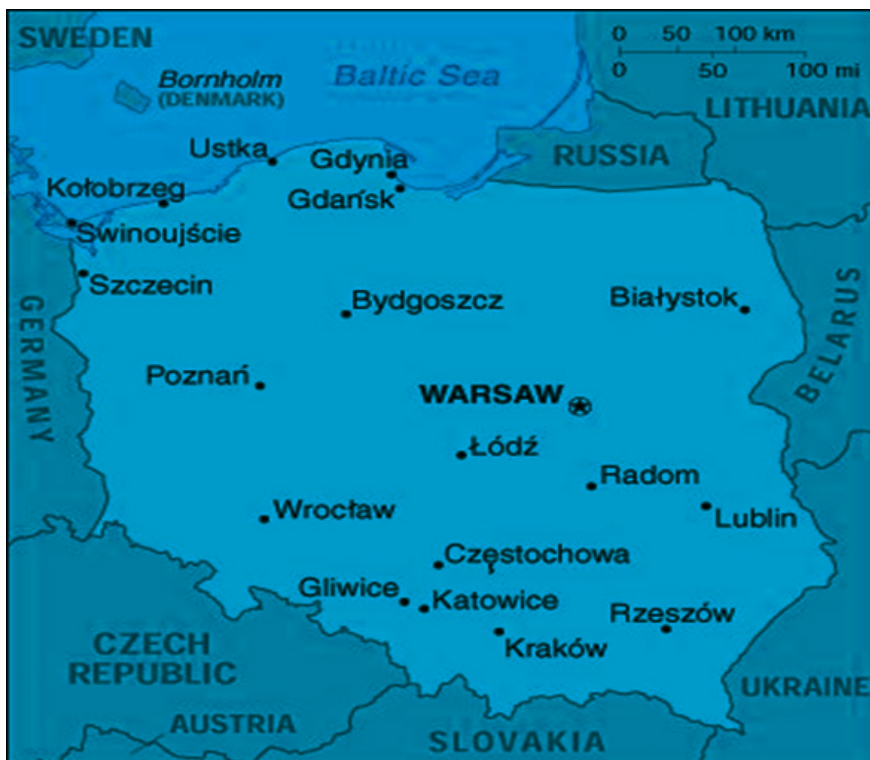 SWEDEN
0 50 100 km
0 50 100 mi
Bornholm
(DENMARK)
Baltic Sea
LITHUANIA
RUSSIA
Ustka
Gdynia
Kołobrzeg
Gdańsk
Swinoujście
Szczecin
Bydgoszcz
Białystok
GERMANY
BELARUS
Poznań
WARSAW
Łódź
Radom
Wrocław
Lublin
Częstochowa
Gliwice
Katowice
Rzeszów
Kraków
CZECH
REPUBLIC
UKRAINE
AUSTRIA
SLOVAKIA